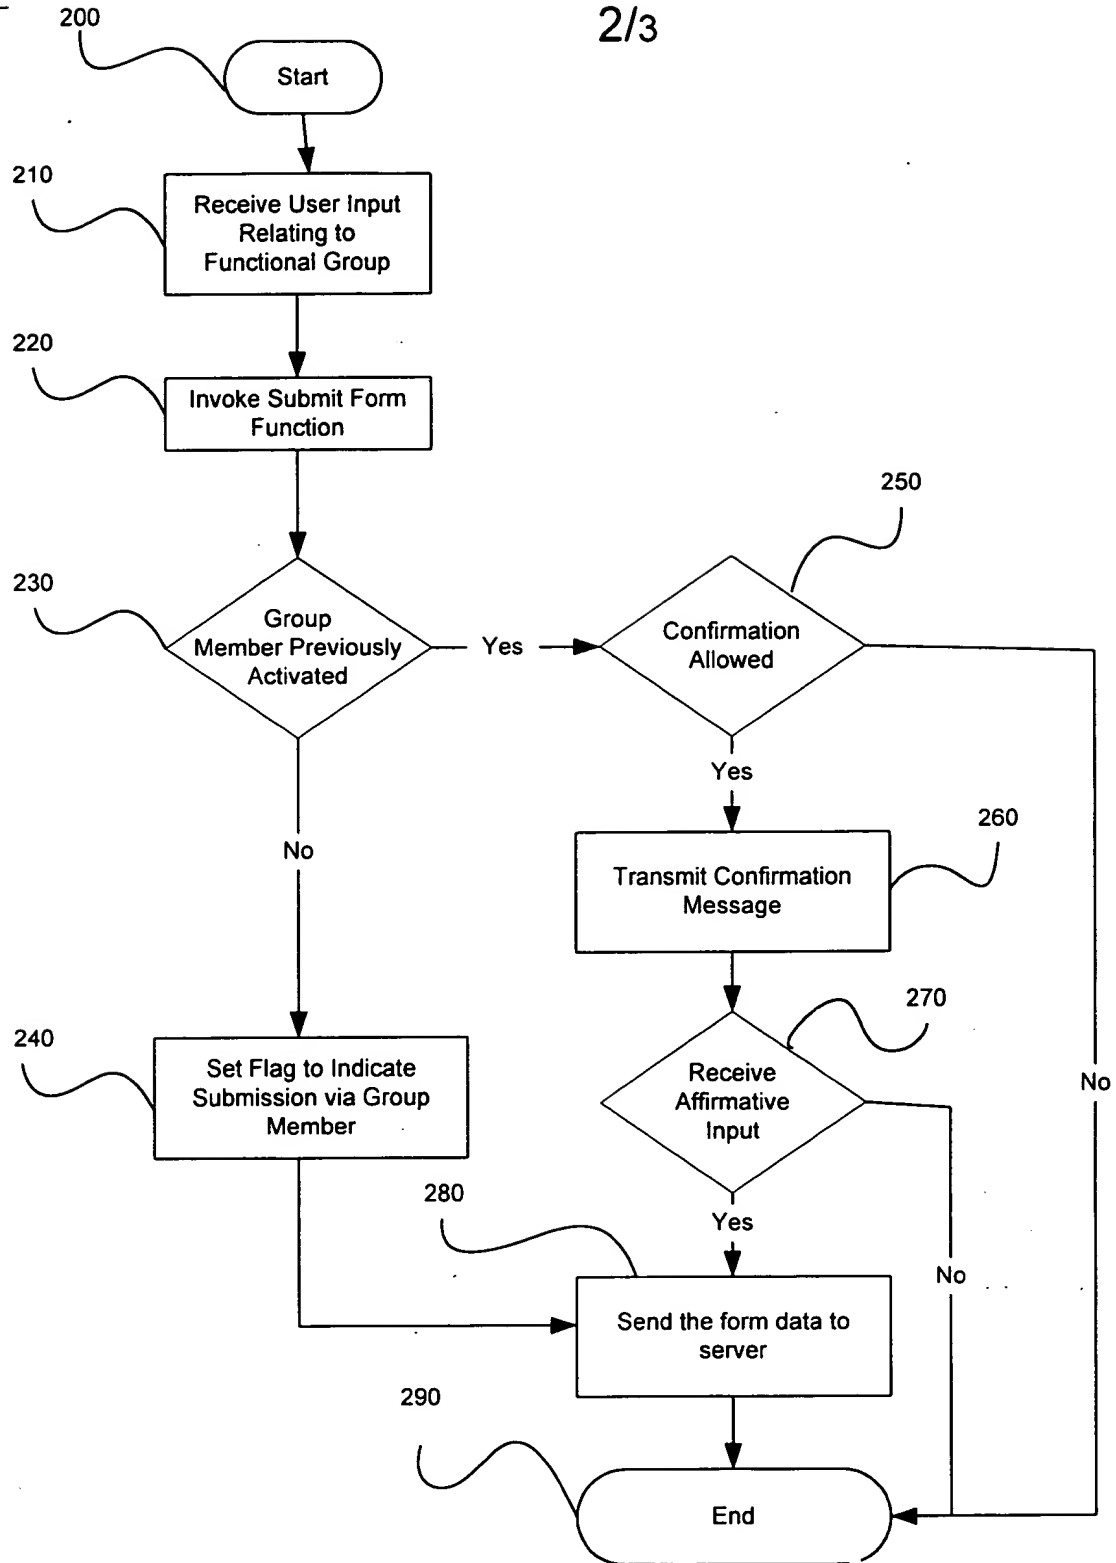 200
2/3
Start
210
Receive User Input
Relating to
Functional Group
220
Invoke Submit Form
Function
250
230
Group
Member Previously
Activated
Yes
Confirmation
Allowed
Yes
No
260
Transmit Confirmation
Message
270
240
Set Flag to Indicate
Submission via Group
Member
Receive
Affirmative
Input
No
280
Yes
No
Send the form data to
server
290
End